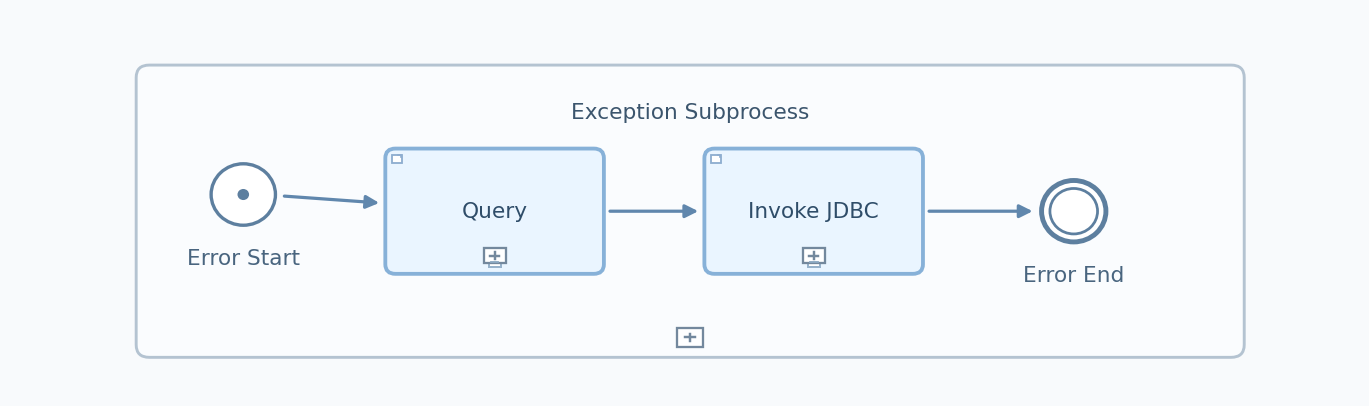 Exception Subprocess
Query
Invoke JDBC
Error Start
Error End